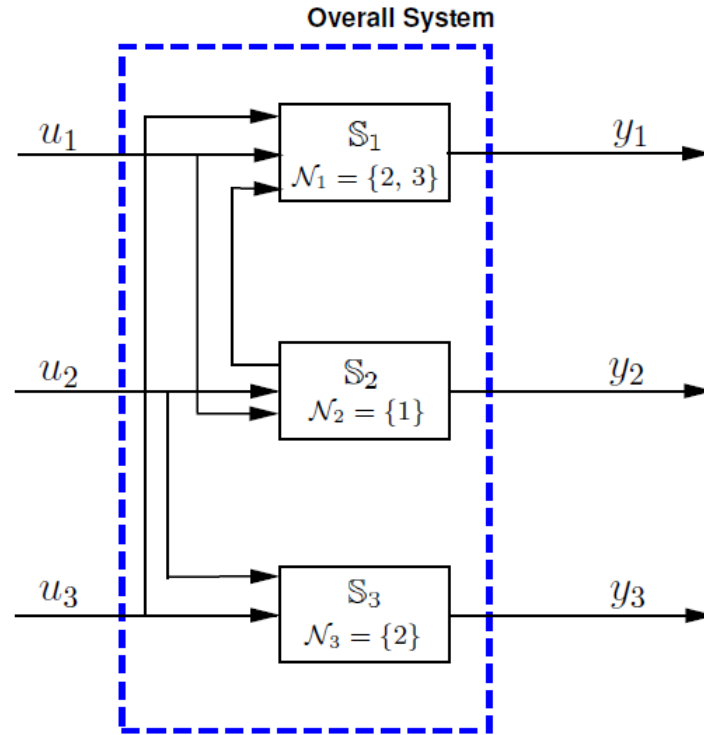 Overall System
u₁
𝕊₁
𝒩₁ = {2, 3}
y₁
u₂
𝕊₂
𝒩₂ = {1}
y₂
u₃
𝕊₃
𝒩₃ = {2}
y₃